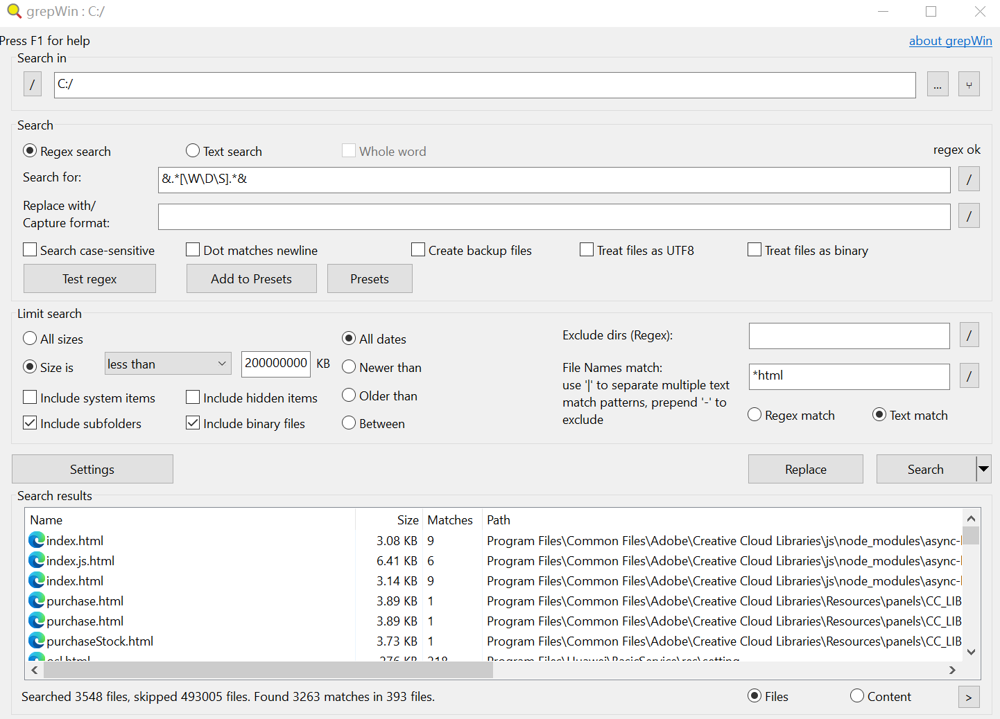 grepWin : C:/
Press F1 for help
about grepWin
Search in
/
C:/
...
Search
Regex search
Text search
Whole word
regex ok
Search for:
&.*[\W\D\S].*&
/
Replace with/
Capture format:
/
Search case-sensitive
Dot matches newline
Create backup files
Treat files as UTF8
Treat files as binary
Test regex
Add to Presets
Presets
Limit search
All sizes
All dates
Exclude dirs (Regex):
/
Size is
less than
200000000
KB
Newer than
File Names match:
use '|' to separate multiple text
match patterns, prepend '-' to
exclude
*html
/
Include system items
Include hidden items
Older than
Include subfolders
Include binary files
Between
Regex match
Text match
Settings
Replace
Search
Search results
Name Size Matches Path
index.html 3.08 KB 9 Program Files\Common Files\Adobe\Creative Cloud Libraries\js\node_modules\async-
index.js.html 6.41 KB 6 Program Files\Common Files\Adobe\Creative Cloud Libraries\js\node_modules\async-
index.html 3.14 KB 9 Program Files\Common Files\Adobe\Creative Cloud Libraries\js\node_modules\async-
purchase.html 3.89 KB 1 Program Files\Common Files\Adobe\Creative Cloud Libraries\Resources\panels\CC_LIB
purchase.html 3.89 KB 1 Program Files\Common Files\Adobe\Creative Cloud Libraries\Resources\panels\CC_LIB
purchaseStock.html 3.73 KB 1 Program Files\Common Files\Adobe\Creative Cloud Libraries\Resources\panels\CC_LIB
276 KB 218 Program Files\Huawei\BasicService\res\setting
Searched 3548 files, skipped 493005 files. Found 3263 matches in 393 files.
Files
Content
>